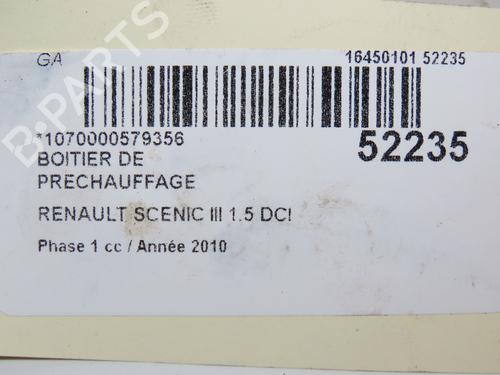 GA 16450101 52235
*1070000579356 52235
BOITIER DE
PRECHAUFFAGE
RENAULT SCENIC III 1.5 DCI
Phase 1 cc / Année 2010
B-PARTS